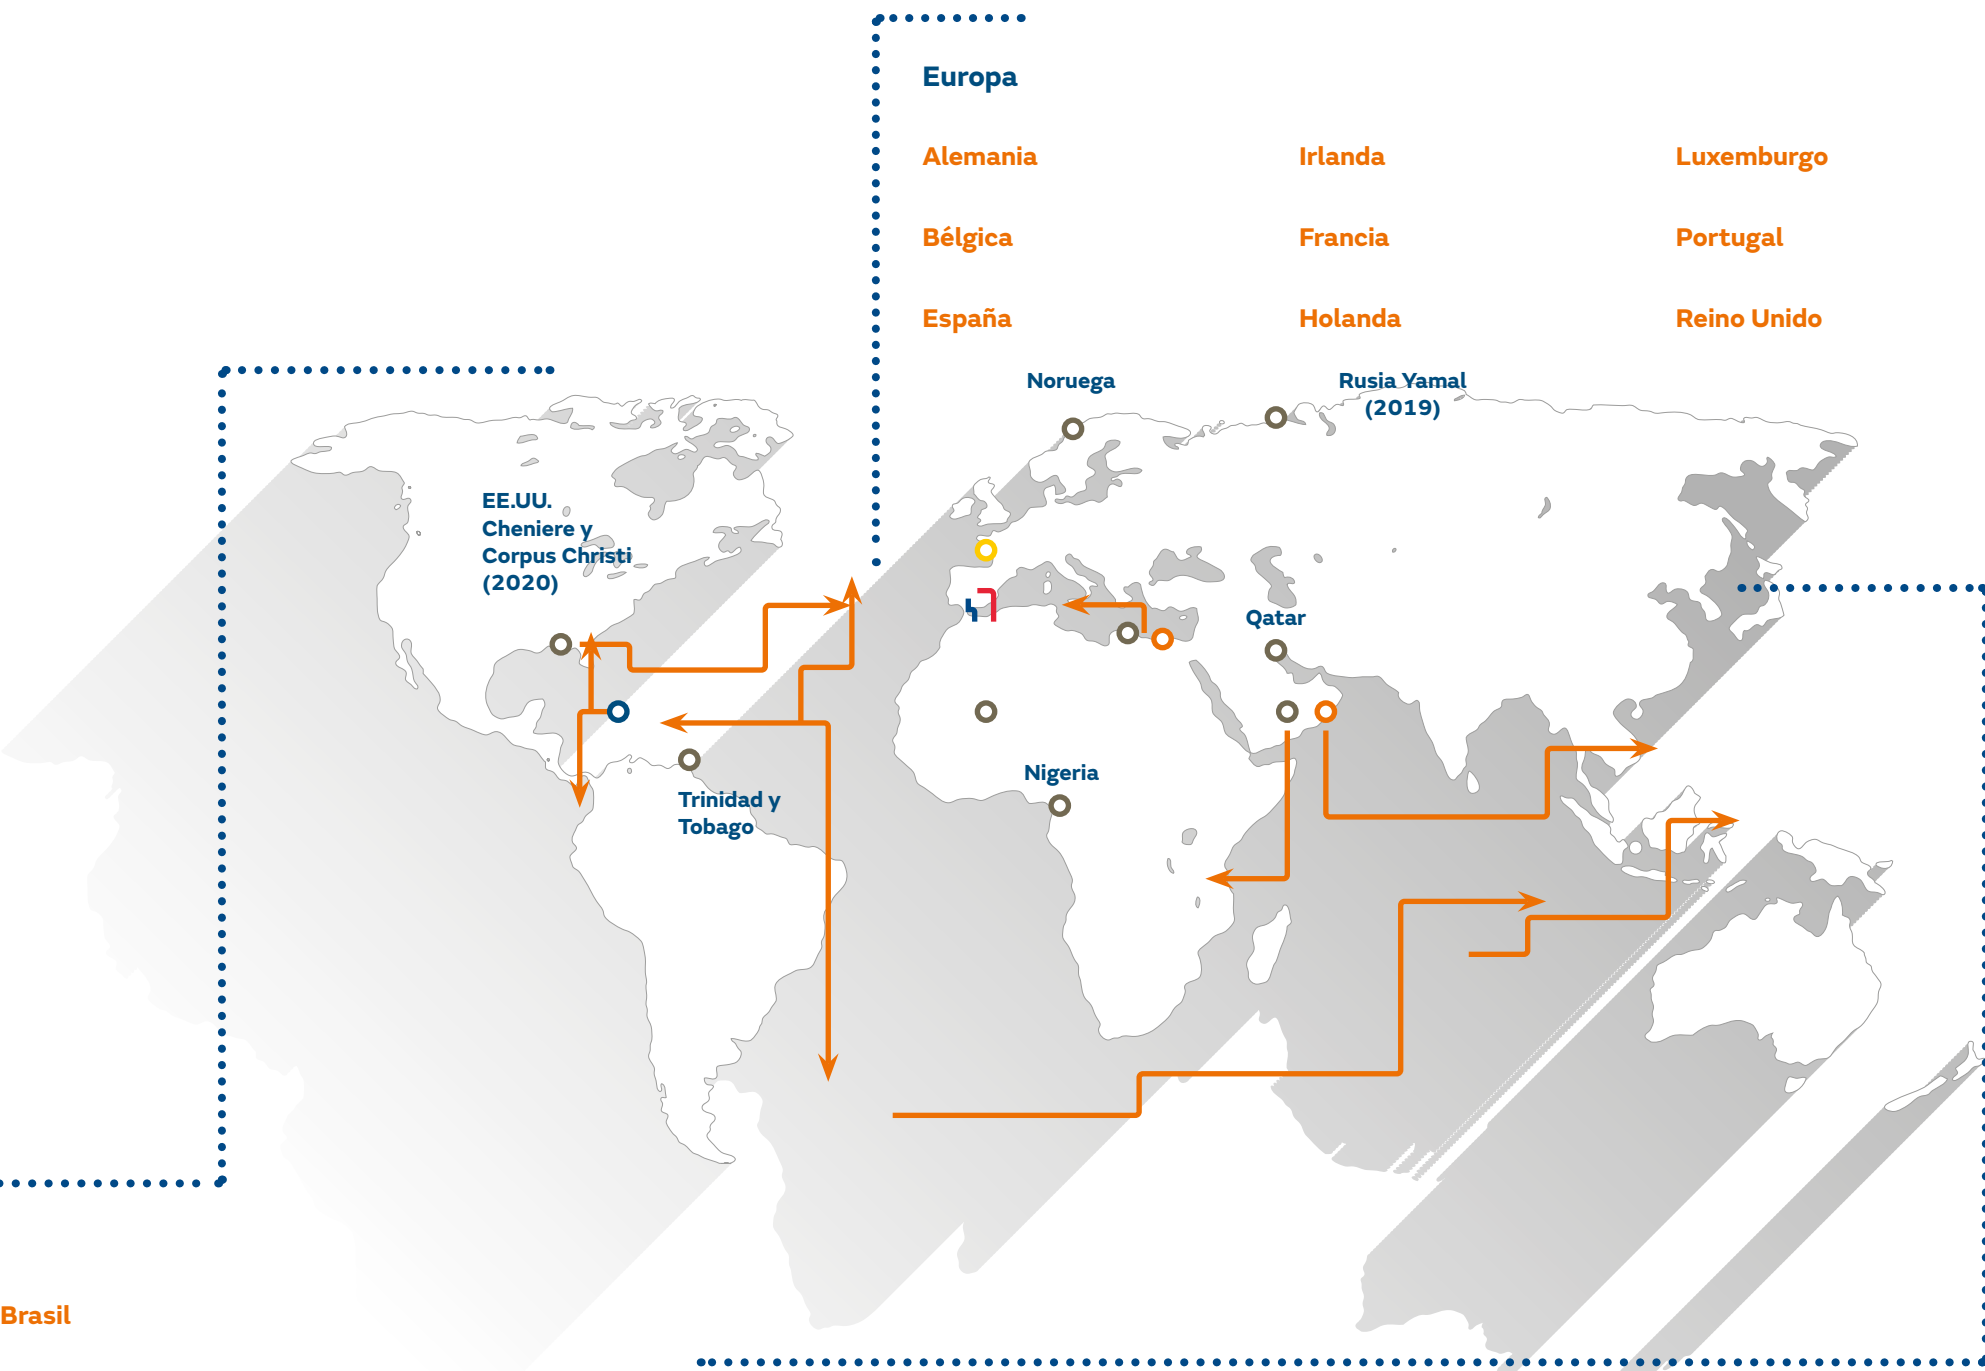 Europa
Alemania
Irlanda
Luxemburgo
Bélgica
Francia
Portugal
España
Holanda
Reino Unido
Noruega
Rusia Yamal
(2019)
EE.UU.
Cheniere y
Corpus Christi
(2020)
Qatar
Nigeria
Trinidad y
Tobago
Brasil